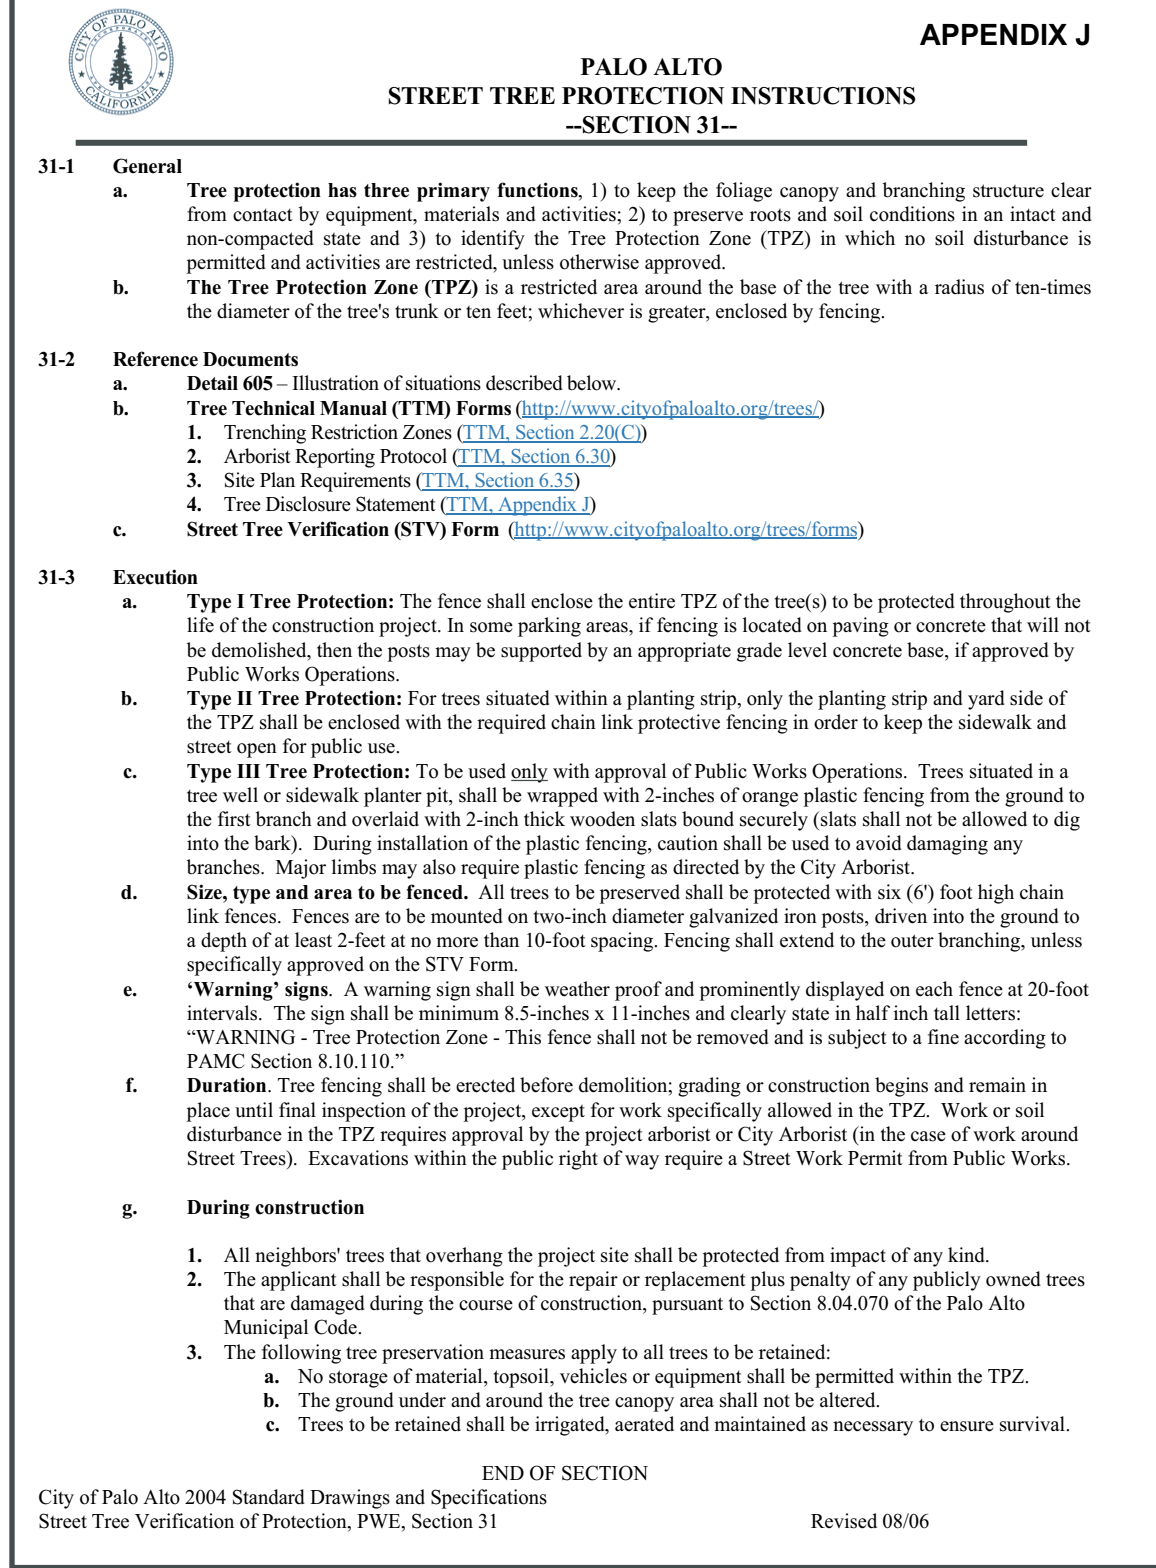 CITY OF PALO ALTO
INCORPORATED
CALIFORNIA
APPENDIX J
PALO ALTO
STREET TREE PROTECTION INSTRUCTIONS
--SECTION 31--
31-1 General
a. Tree protection has three primary functions, 1) to keep the foliage canopy and branching structure clear
from contact by equipment, materials and activities; 2) to preserve roots and soil conditions in an intact and
non-compacted state and 3) to identify the Tree Protection Zone (TPZ) in which no soil disturbance is
permitted and activities are restricted, unless otherwise approved.
b. The Tree Protection Zone (TPZ) is a restricted area around the base of the tree with a radius of ten-times
the diameter of the tree's trunk or ten feet; whichever is greater, enclosed by fencing.
31-2 Reference Documents
a. Detail 605 – Illustration of situations described below.
b. Tree Technical Manual (TTM) Forms (http://www.cityofpaloalto.org/trees/)
1. Trenching Restriction Zones (TTM, Section 2.20(C))
2. Arborist Reporting Protocol (TTM, Section 6.30)
3. Site Plan Requirements (TTM, Section 6.35)
4. Tree Disclosure Statement (TTM, Appendix J)
c. Street Tree Verification (STV) Form (http://www.cityofpaloalto.org/trees/forms)
31-3 Execution
a. Type I Tree Protection: The fence shall enclose the entire TPZ of the tree(s) to be protected throughout the
life of the construction project. In some parking areas, if fencing is located on paving or concrete that will not
be demolished, then the posts may be supported by an appropriate grade level concrete base, if approved by
Public Works Operations.
b. Type II Tree Protection: For trees situated within a planting strip, only the planting strip and yard side of
the TPZ shall be enclosed with the required chain link protective fencing in order to keep the sidewalk and
street open for public use.
c. Type III Tree Protection: To be used only with approval of Public Works Operations. Trees situated in a
tree well or sidewalk planter pit, shall be wrapped with 2-inches of orange plastic fencing from the ground to
the first branch and overlaid with 2-inch thick wooden slats bound securely (slats shall not be allowed to dig
into the bark). During installation of the plastic fencing, caution shall be used to avoid damaging any
branches. Major limbs may also require plastic fencing as directed by the City Arborist.
d. Size, type and area to be fenced. All trees to be preserved shall be protected with six (6') foot high chain
link fences. Fences are to be mounted on two-inch diameter galvanized iron posts, driven into the ground to
a depth of at least 2-feet at no more than 10-foot spacing. Fencing shall extend to the outer branching, unless
specifically approved on the STV Form.
e. ‘Warning’ signs. A warning sign shall be weather proof and prominently displayed on each fence at 20-foot
intervals. The sign shall be minimum 8.5-inches x 11-inches and clearly state in half inch tall letters:
“WARNING - Tree Protection Zone - This fence shall not be removed and is subject to a fine according to
PAMC Section 8.10.110.”
f. Duration. Tree fencing shall be erected before demolition; grading or construction begins and remain in
place until final inspection of the project, except for work specifically allowed in the TPZ. Work or soil
disturbance in the TPZ requires approval by the project arborist or City Arborist (in the case of work around
Street Trees). Excavations within the public right of way require a Street Work Permit from Public Works.
g. During construction
1. All neighbors' trees that overhang the project site shall be protected from impact of any kind.
2. The applicant shall be responsible for the repair or replacement plus penalty of any publicly owned trees
that are damaged during the course of construction, pursuant to Section 8.04.070 of the Palo Alto
Municipal Code.
3. The following tree preservation measures apply to all trees to be retained:
a. No storage of material, topsoil, vehicles or equipment shall be permitted within the TPZ.
b. The ground under and around the tree canopy area shall not be altered.
c. Trees to be retained shall be irrigated, aerated and maintained as necessary to ensure survival.
END OF SECTION
City of Palo Alto 2004 Standard Drawings and Specifications
Street Tree Verification of Protection, PWE, Section 31 Revised 08/06